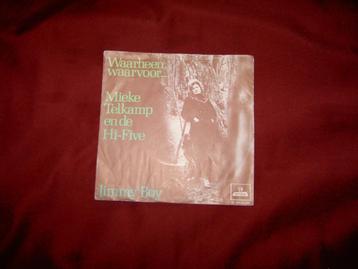 Waarheen,
waarvoor...
Mieke
Telkamp
en de
Hi-Five
Jimmy Boy